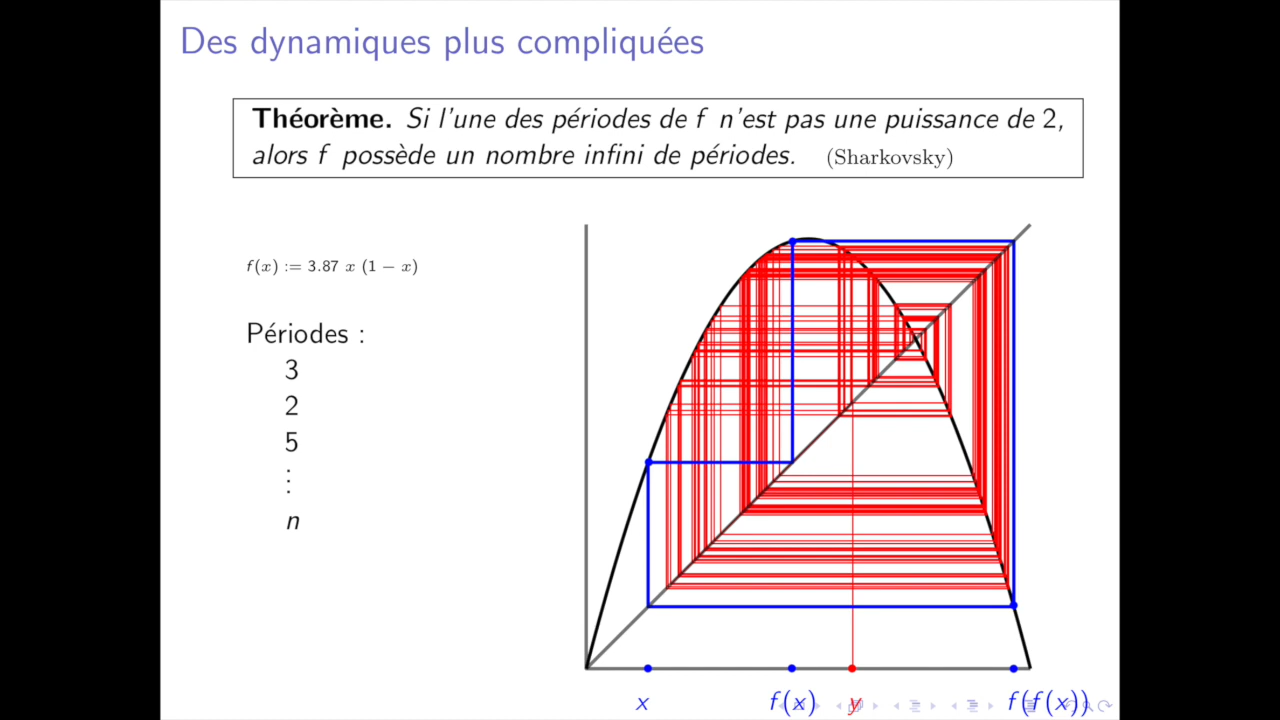 Des dynamiques plus compliquées
Théorème. Si l'une des périodes de f n'est pas une puissance de 2,
alors f possède un nombre infini de périodes. (Sharkovsky)
f(x) := 3.87 x (1 − x)
Périodes :
3
2
5
⋮
n
x f(x) y f(f(x))